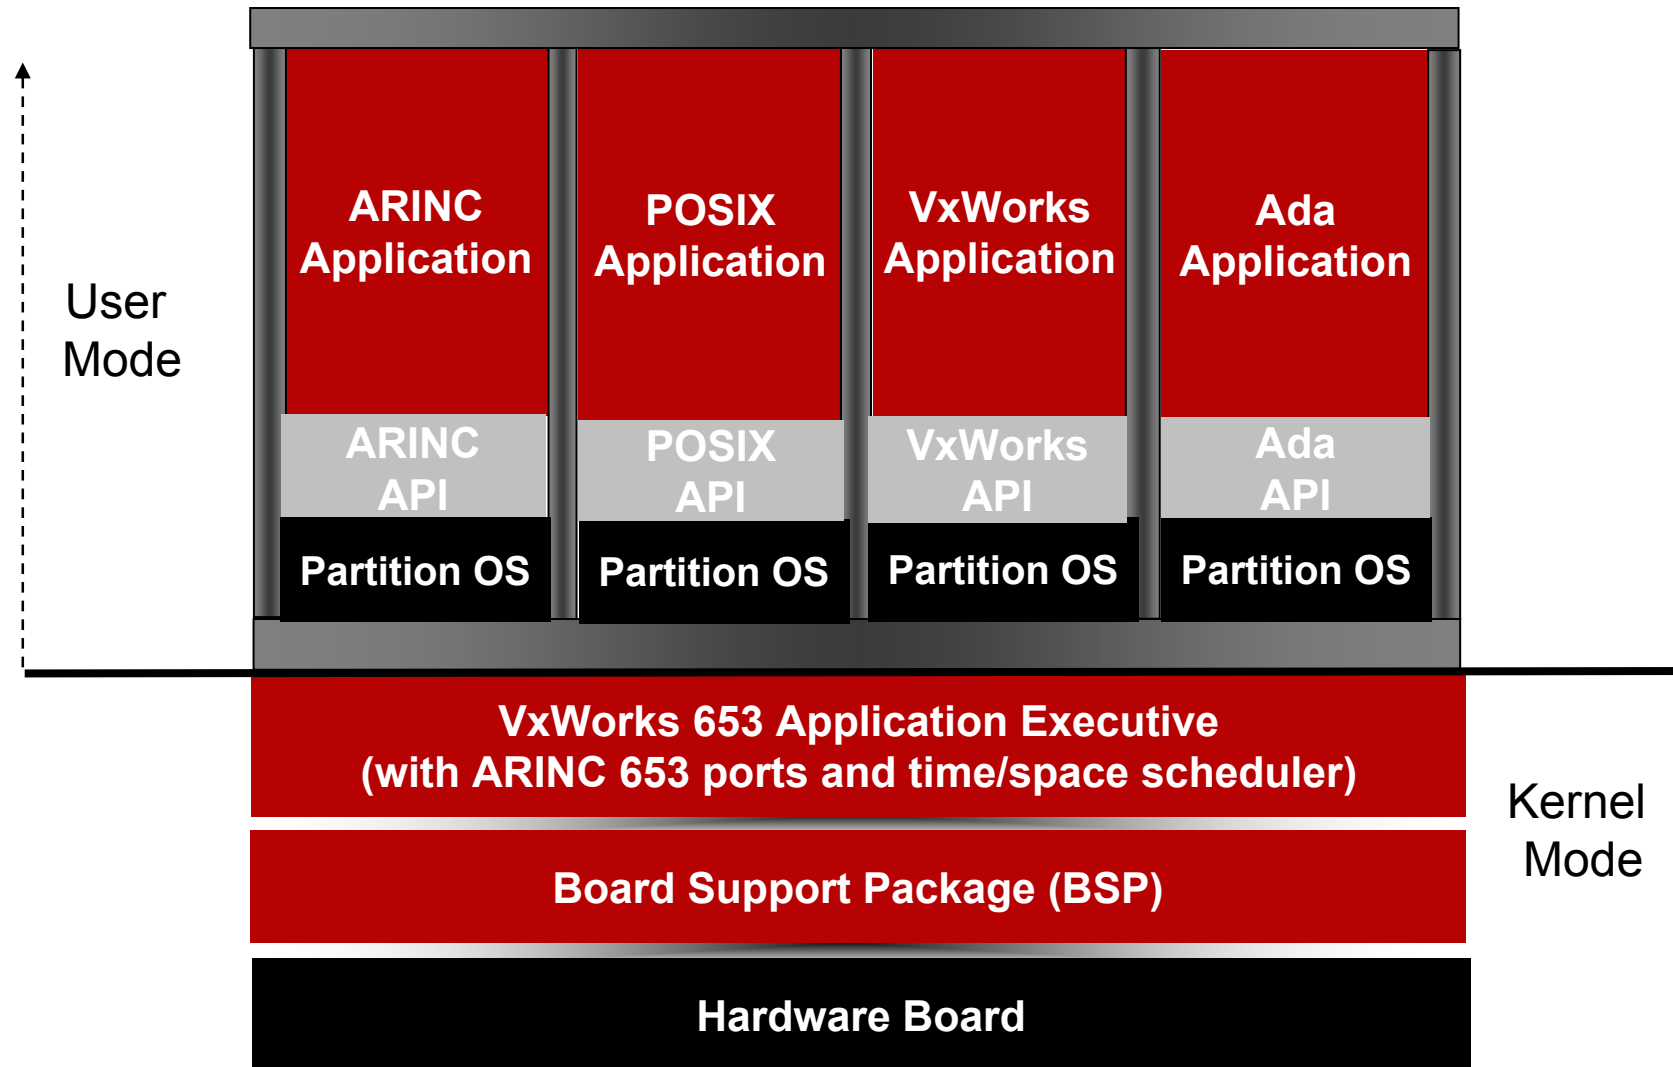 ARINC
Application
POSIX
Application
VxWorks
Application
Ada
Application
User
Mode
ARINC
API
POSIX
API
VxWorks
API
Ada
API
Partition OS
Partition OS
Partition OS
Partition OS
VxWorks 653 Application Executive
(with ARINC 653 ports and time/space scheduler)
Kernel
Mode
Board Support Package (BSP)
Hardware Board